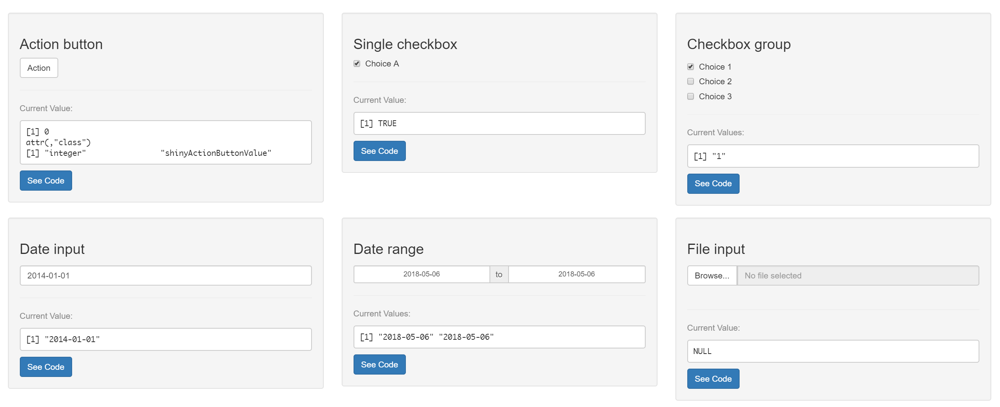 Action button
Action
Current Value:
[1] 0
attr(,"class")
[1] "integer"                "shinyActionButtonValue"
See Code
Single checkbox
Choice A
Current Value:
[1] TRUE
See Code
Checkbox group
Choice 1
Choice 2
Choice 3
Current Values:
[1] "1"
See Code
Date input
2014-01-01
Current Value:
[1] "2014-01-01"
See Code
Date range
2018-05-06 to 2018-05-06
Current Values:
[1] "2018-05-06" "2018-05-06"
See Code
File input
Browse... No file selected
Current Value:
NULL
See Code